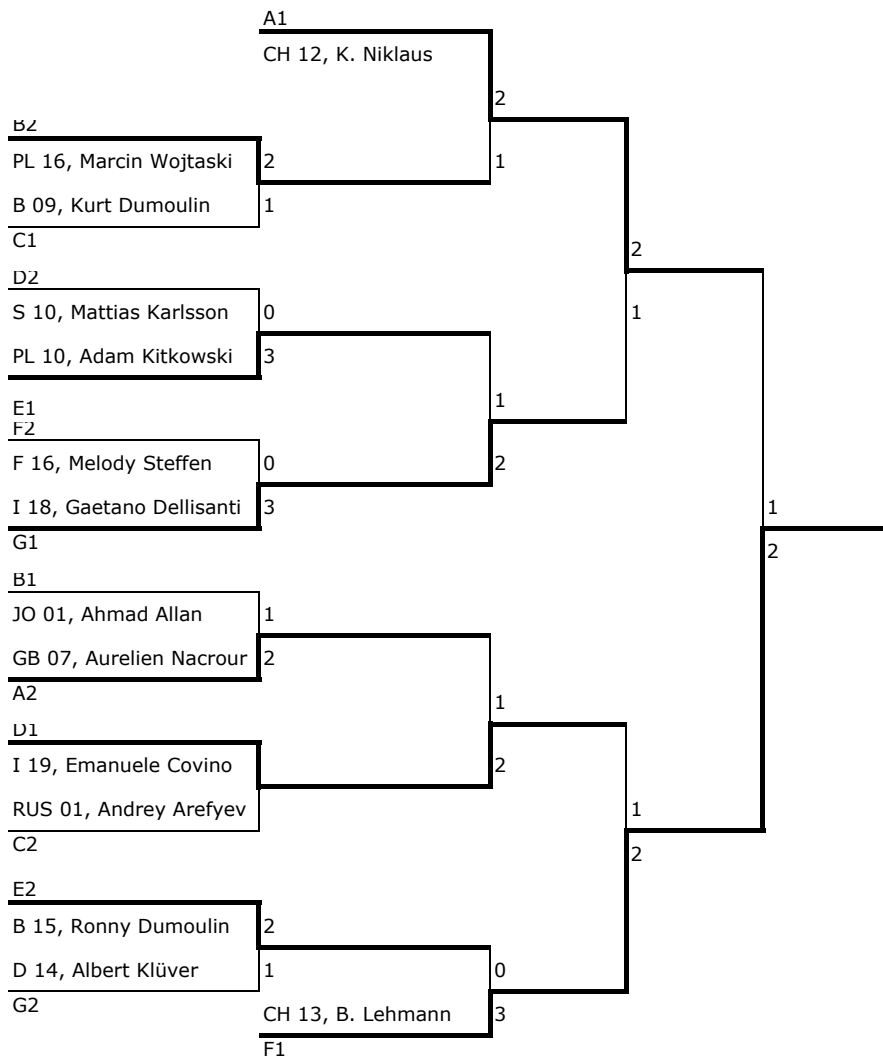 A1
CH 12, K. Niklaus
2
B2
PL 16, Marcin Wojtaski 2 1
B 09, Kurt Dumoulin 1
C1
2
D2
S 10, Mattias Karlsson 0 1
PL 10, Adam Kitkowski 3
E1 1
F2
F 16, Melody Steffen 0 2
I 18, Gaetano Dellisanti 3 1
G1
2
B1
JO 01, Ahmad Allan 1
GB 07, Aurelien Nacrour 2
A2 1
D1
I 19, Emanuele Covino 2
RUS 01, Andrey Arefyev 1
C2
2
E2
B 15, Ronny Dumoulin 2
D 14, Albert Klüver 1 0
G2
CH 13, B. Lehmann 3
F1